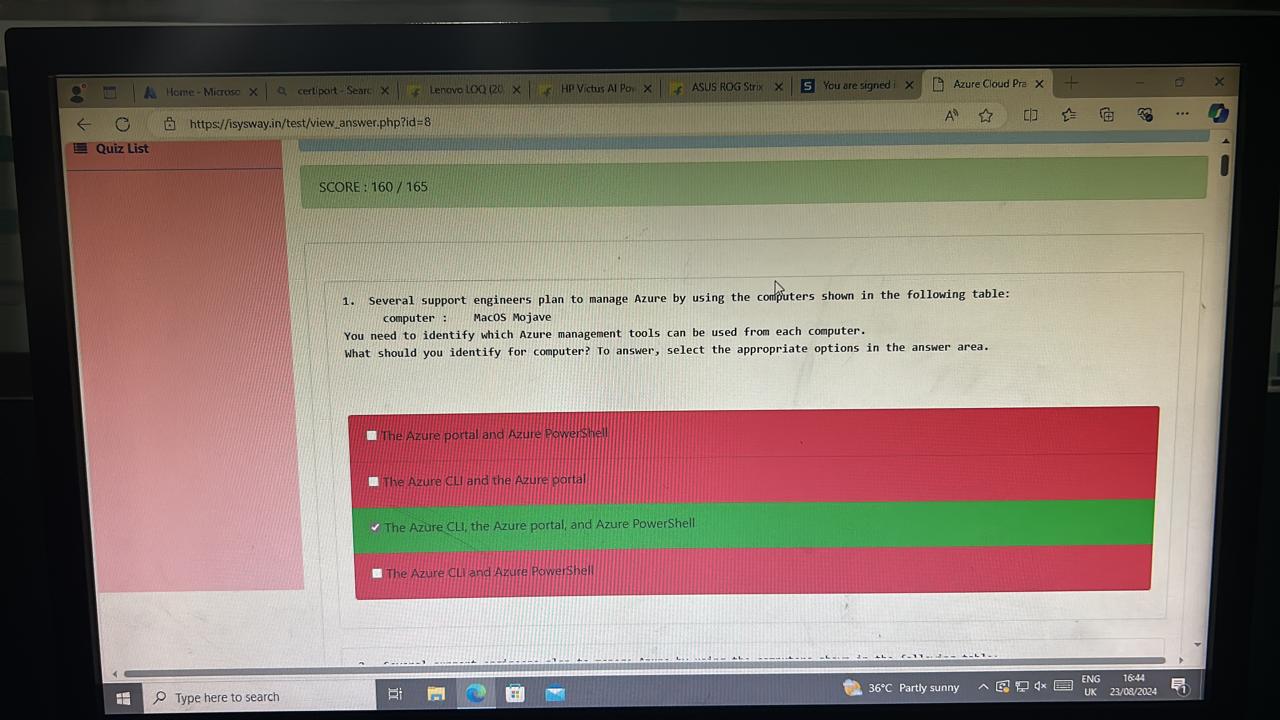 Home - Microsc
certiport - Searc
Lenovo LOQ (20
HP Victus AI Pow
ASUS ROG Strix
You are signed i
Azure Cloud Pra
https://isysway.in/test/view_answer.php?id=8
Quiz List
SCORE : 160 / 165
1. Several support engineers plan to manage Azure by using the computers shown in the following table:
computer : MacOS Mojave
You need to identify which Azure management tools can be used from each computer.
What should you identify for computer? To answer, select the appropriate options in the answer area.
The Azure portal and Azure PowerShell
The Azure CLI and the Azure portal
The Azure CLI, the Azure portal, and Azure PowerShell
The Azure CLI and Azure PowerShell
Type here to search
36°C Partly sunny
ENG
UK
16:44
23/08/2024